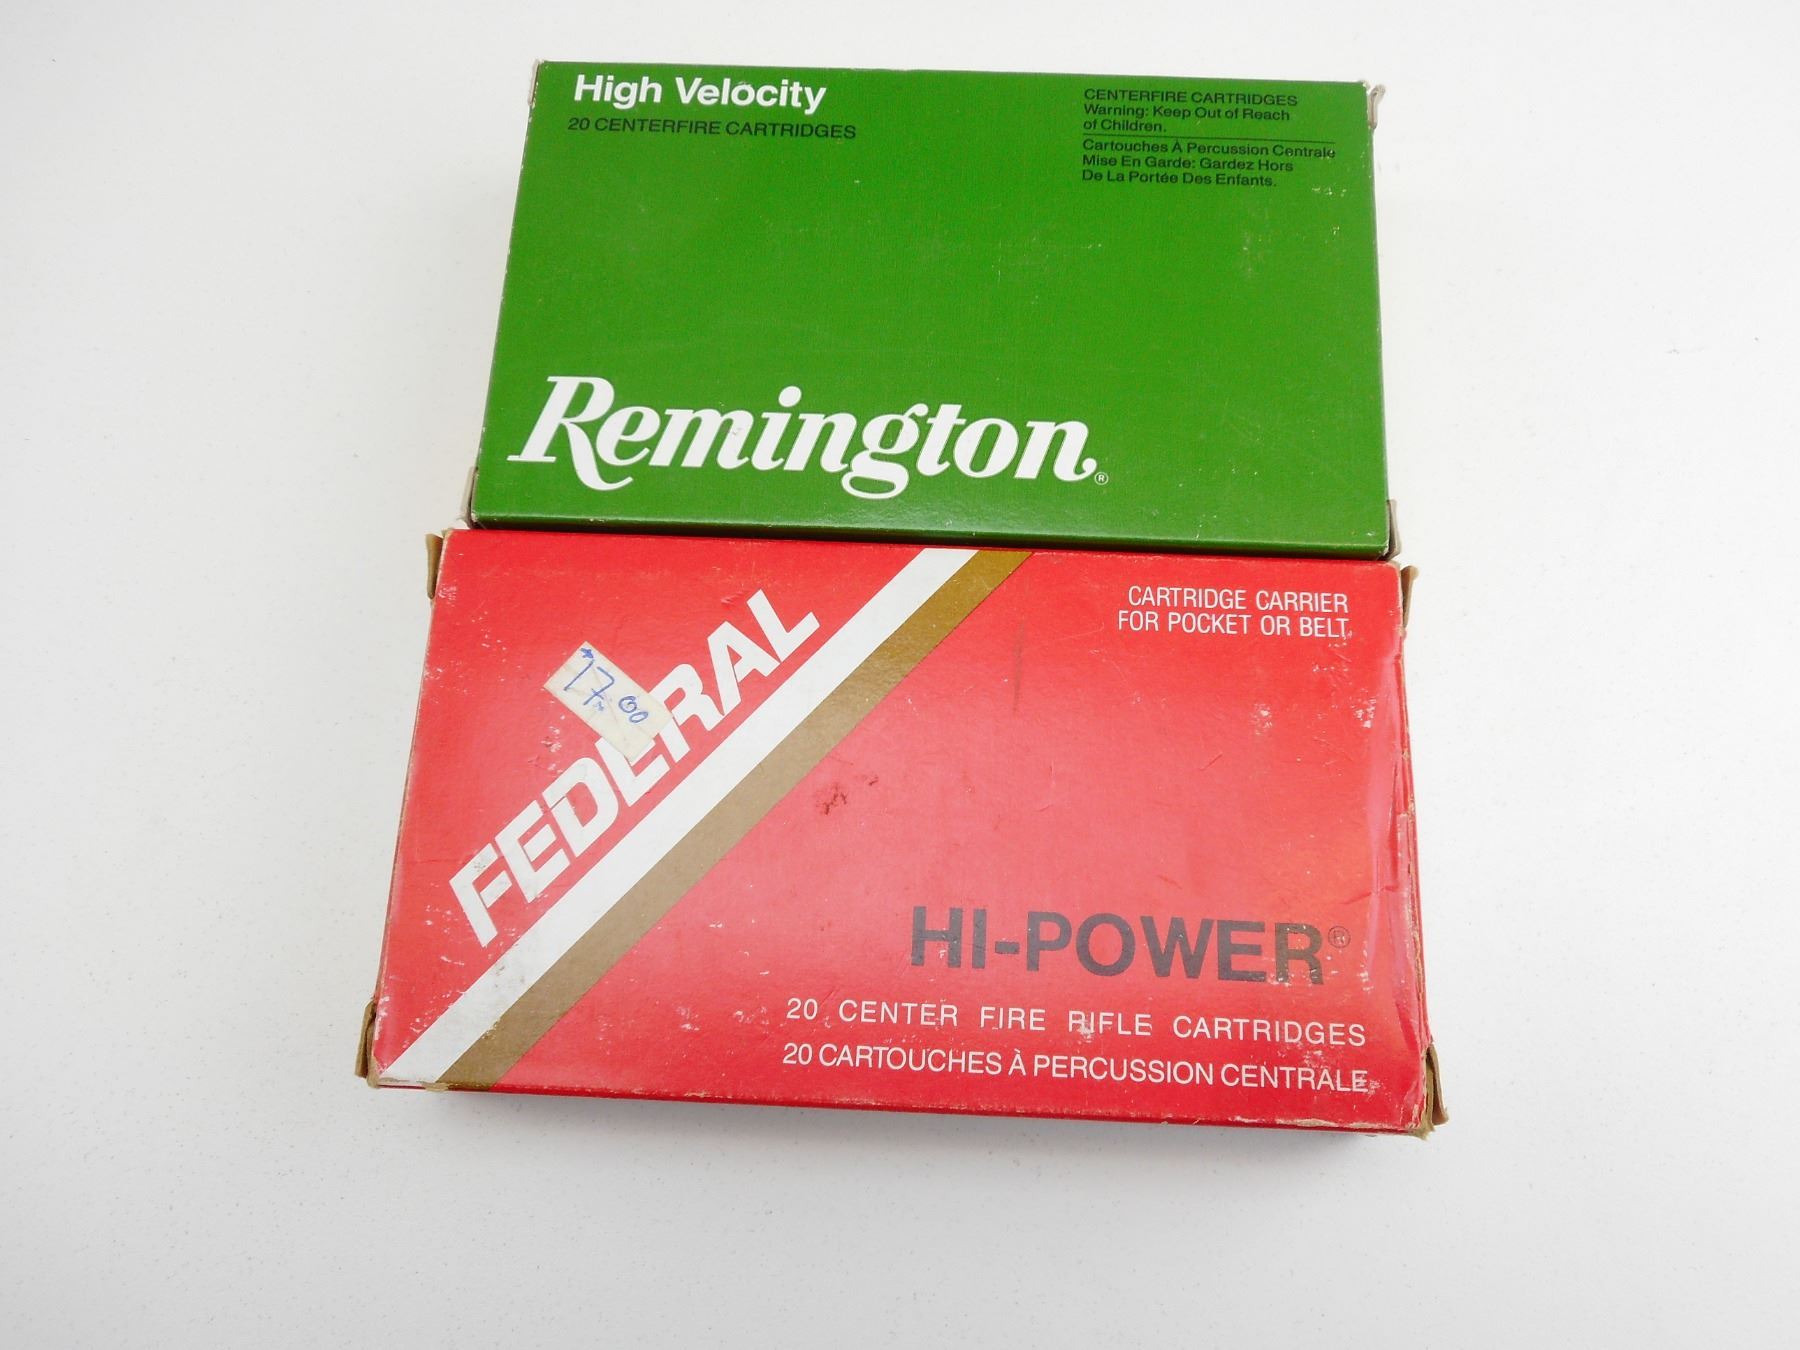 High Velocity
20 CENTERFIRE CARTRIDGES
CENTERFIRE CARTRIDGES
Warning: Keep Out of Reach
of Children.
Cartouches À Percussion Centrale
Mise En Garde: Gardez Hors
De La Portée Des Enfants.
Remington®
CARTRIDGE CARRIER
FOR POCKET OR BELT
17.00
FEDERAL
HI-POWER®
20 CENTER FIRE RIFLE CARTRIDGES
20 CARTOUCHES À PERCUSSION CENTRALE